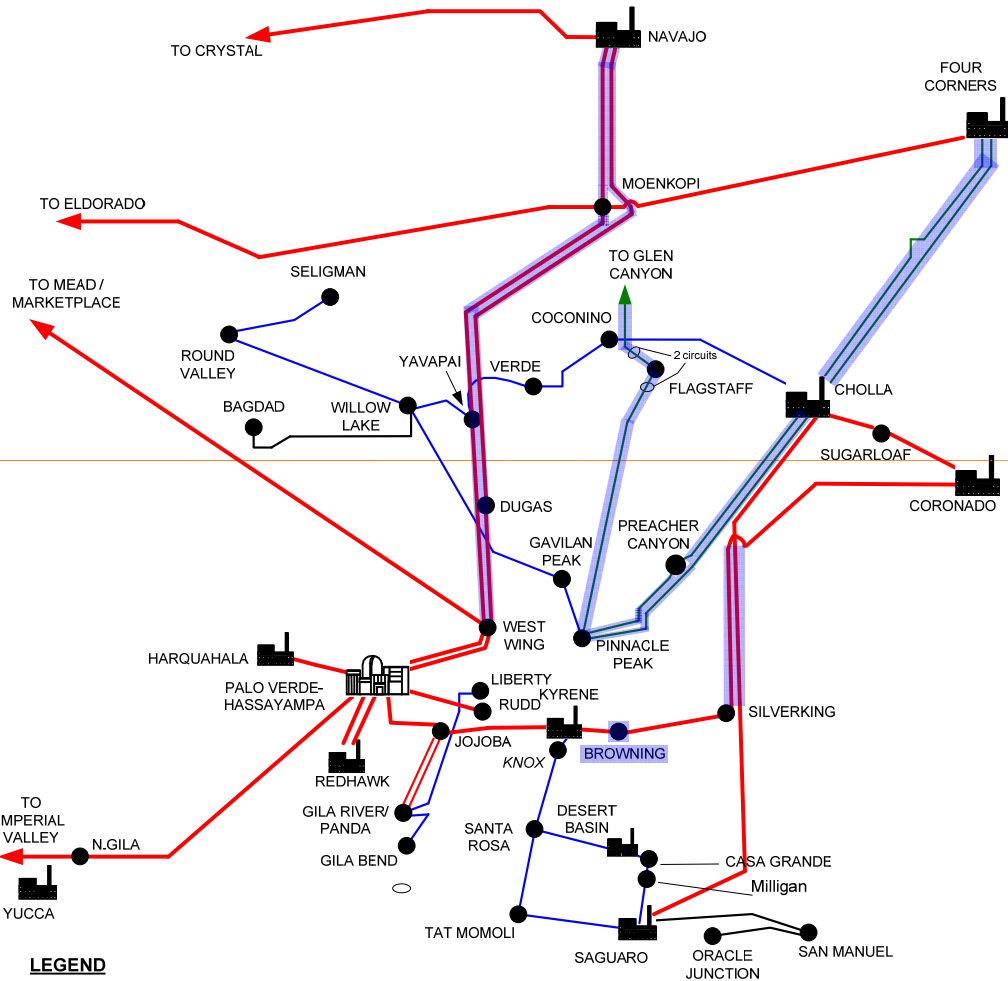 NAVAJO
TO CRYSTAL
FOUR
CORNERS
MOENKOPI
TO ELDORADO
TO GLEN
CANYON
SELIGMAN
TO MEAD /
MARKETPLACE
COCONINO
ROUND
VALLEY
YAVAPAI
VERDE
2 circuits
FLAGSTAFF
CHOLLA
BAGDAD
WILLOW
LAKE
SUGARLOAF
CORONADO
DUGAS
PREACHER
CANYON
GAVILAN
PEAK
WEST
WING
PINNACLE
PEAK
HARQUAHALA
PALO VERDE-
HASSAYAMPA
LIBERTY
RUDD
KYRENE
SILVERKING
JOJOBA
BROWNING
KNOX
REDHAWK
TO
MPERIAL
VALLEY
GILA RIVER/
PANDA
DESERT
BASIN
SANTA
ROSA
N.GILA
GILA BEND
CASA GRANDE
Milligan
YUCCA
TAT MOMOLI
SAGUARO
ORACLE
JUNCTION
SAN MANUEL
LEGEND